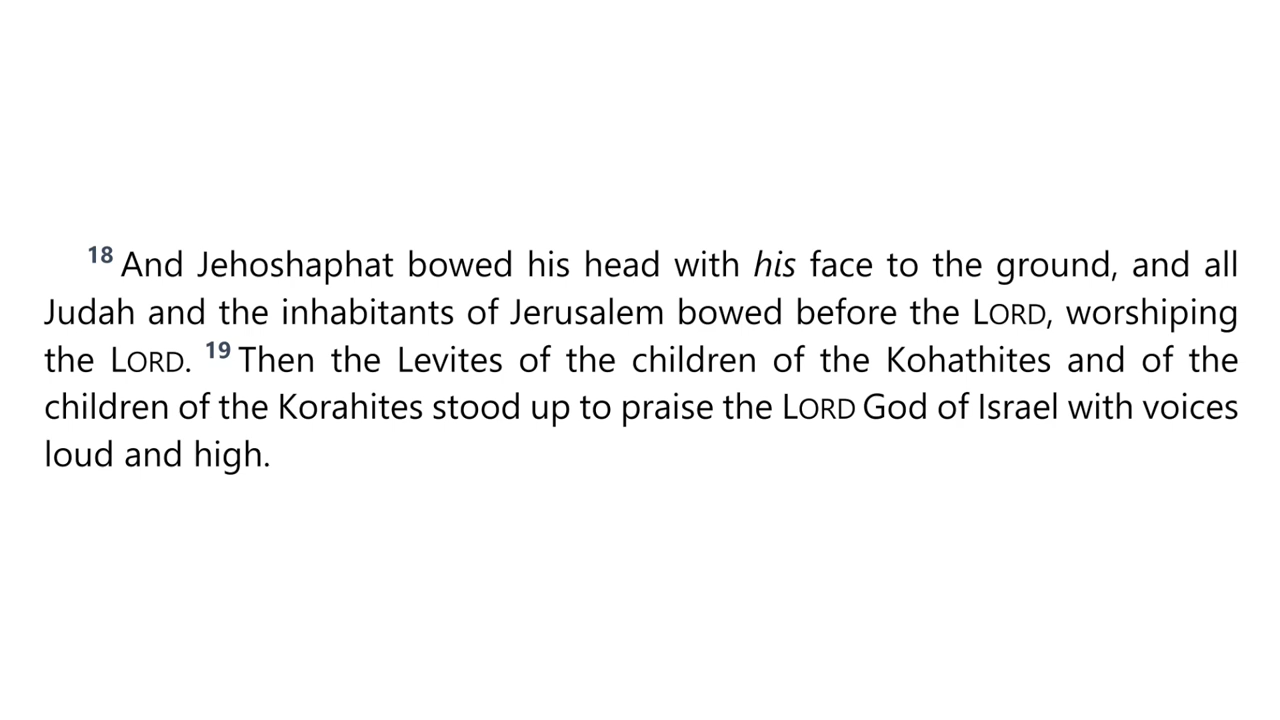 18 And Jehoshaphat bowed his head with his face to the ground, and all
Judah and the inhabitants of Jerusalem bowed before the LORD, worshiping
the LORD. 19 Then the Levites of the children of the Kohathites and of the
children of the Korahites stood up to praise the LORD God of Israel with voices
loud and high.